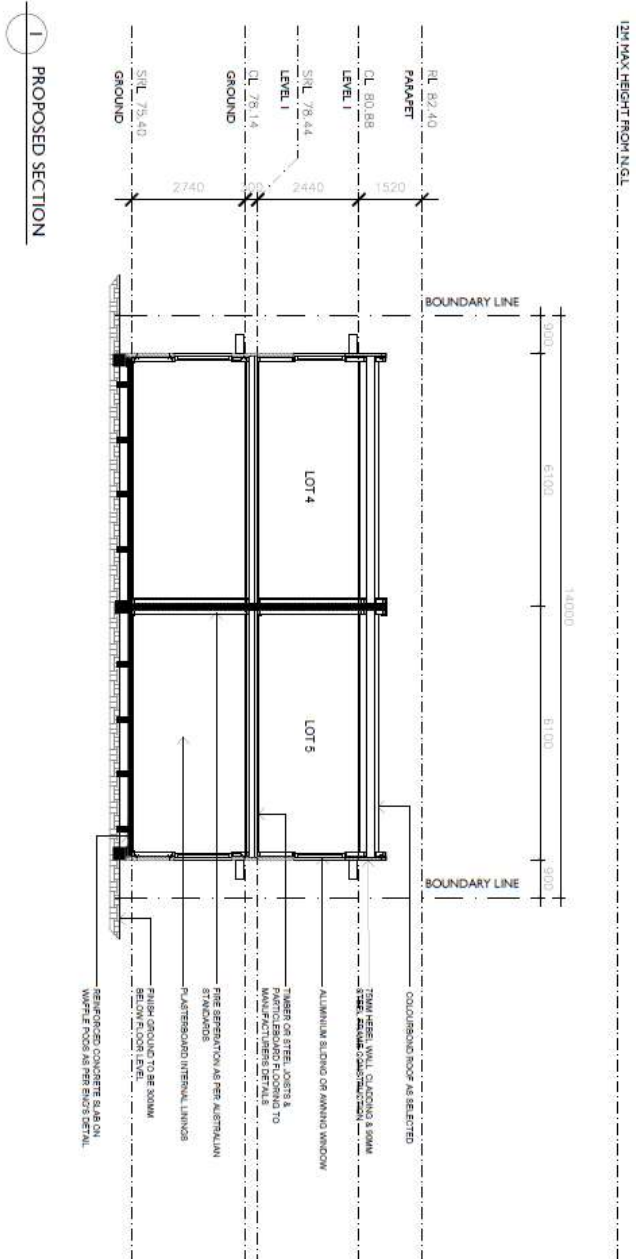 12M MAX HEIGHT FROM N.G.L
RL 82.40
PARAPET
CL 80.88
LEVEL 1
SRL 78.44
LEVEL 1
CL 78.14
GROUND
SRL 75.40
GROUND
1520
2440
2740
BOUNDARY LINE
BOUNDARY LINE
900
6100
6100
900
14000
LOT 4
LOT 5
COLOURBOND ROOF AS SELECTED
75MM HEBEL WALL CLADDING & 90MM
STEEL FRAME CONSTRUCTION
ALUMINIUM SLIDING OR AWNING WINDOW
TIMBER OR STEEL JOISTS &
PARTICLEBOARD FLOORING TO
MANUFACTURERS DETAILS
FIRE SEPERATION AS PER AUSTRALIAN
STANDARDS
PLASTERBOARD INTERNAL LININGS
FINISH GROUND TO BE 300MM
BELOW FLOOR LEVEL
REINFORCED CONCRETE SLAB ON
WAFFLE PODS AS PER ENG'S DETAIL
1
PROPOSED SECTION